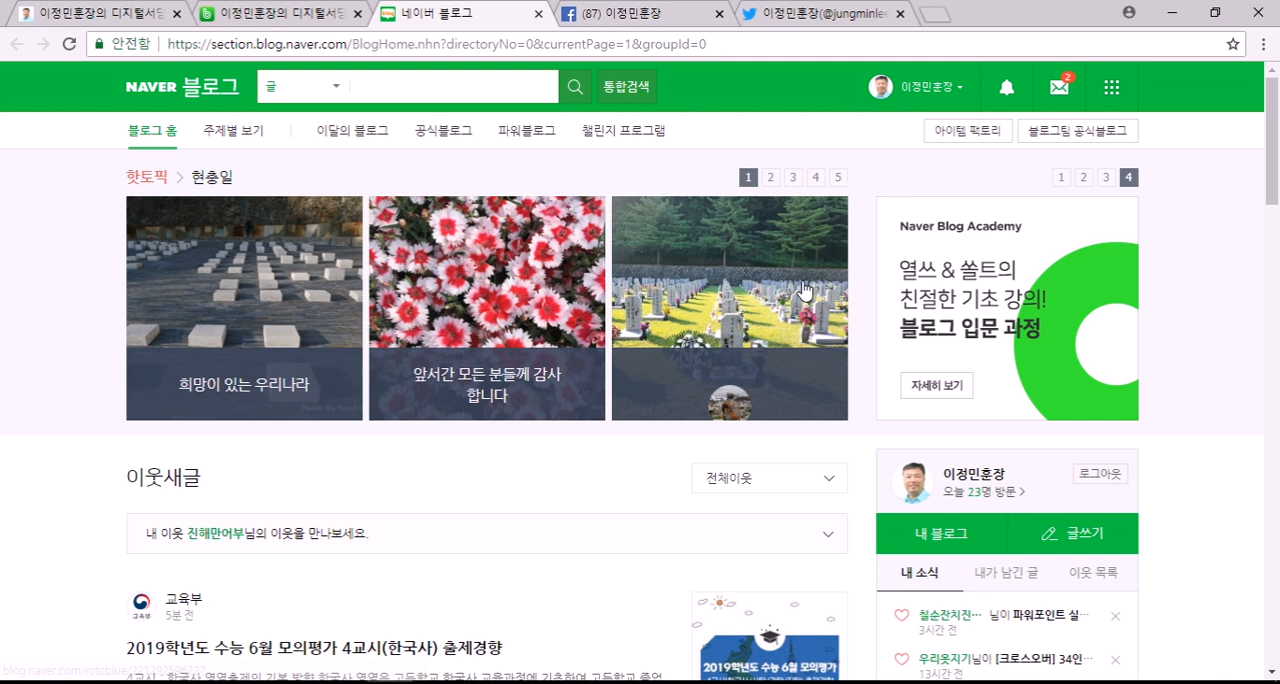 이정민훈장의 디지털서당
이정민훈장의 디지털서당
네이버 블로그
(87) 이정민훈장
이정민훈장(@jungminlee
안전함
https://section.blog.naver.com/BlogHome.nhn?directoryNo=0&currentPage=1&groupId=0
NAVER 블로그
글
통합검색
이정민훈장
2
블로그 홈
주제별 보기
이달의 블로그
공식블로그
파워블로그
챌린지 프로그램
아이템 팩토리
블로그팀 공식블로그
핫토픽 > 현충일
1 2 3 4 5
1 2 3 4
희망이 있는 우리나라
앞서간 모든 분들께 감사
합니다
Naver Blog Academy
열쓰 & 쏠트의
친절한 기초 강의!
블로그 입문 과정
자세히 보기
이웃새글
전체이웃
내 이웃 진해만어부님의 이웃을 만나보세요.
교육부
교육부
5분 전
2019학년도 수능 6월 모의평가 4교시(한국사) 출제경향
2019학년도 수능 6월 모의평가
이정민훈장
오늘 23명 방문 >
로그아웃
내 블로그
글쓰기
내 소식
내가 남긴 글
이웃 목록
칠순잔치진… 님이 파워포인트 실…
3시간 전
우리옷지기님이 [크로스오버] 34인…
13시간 전